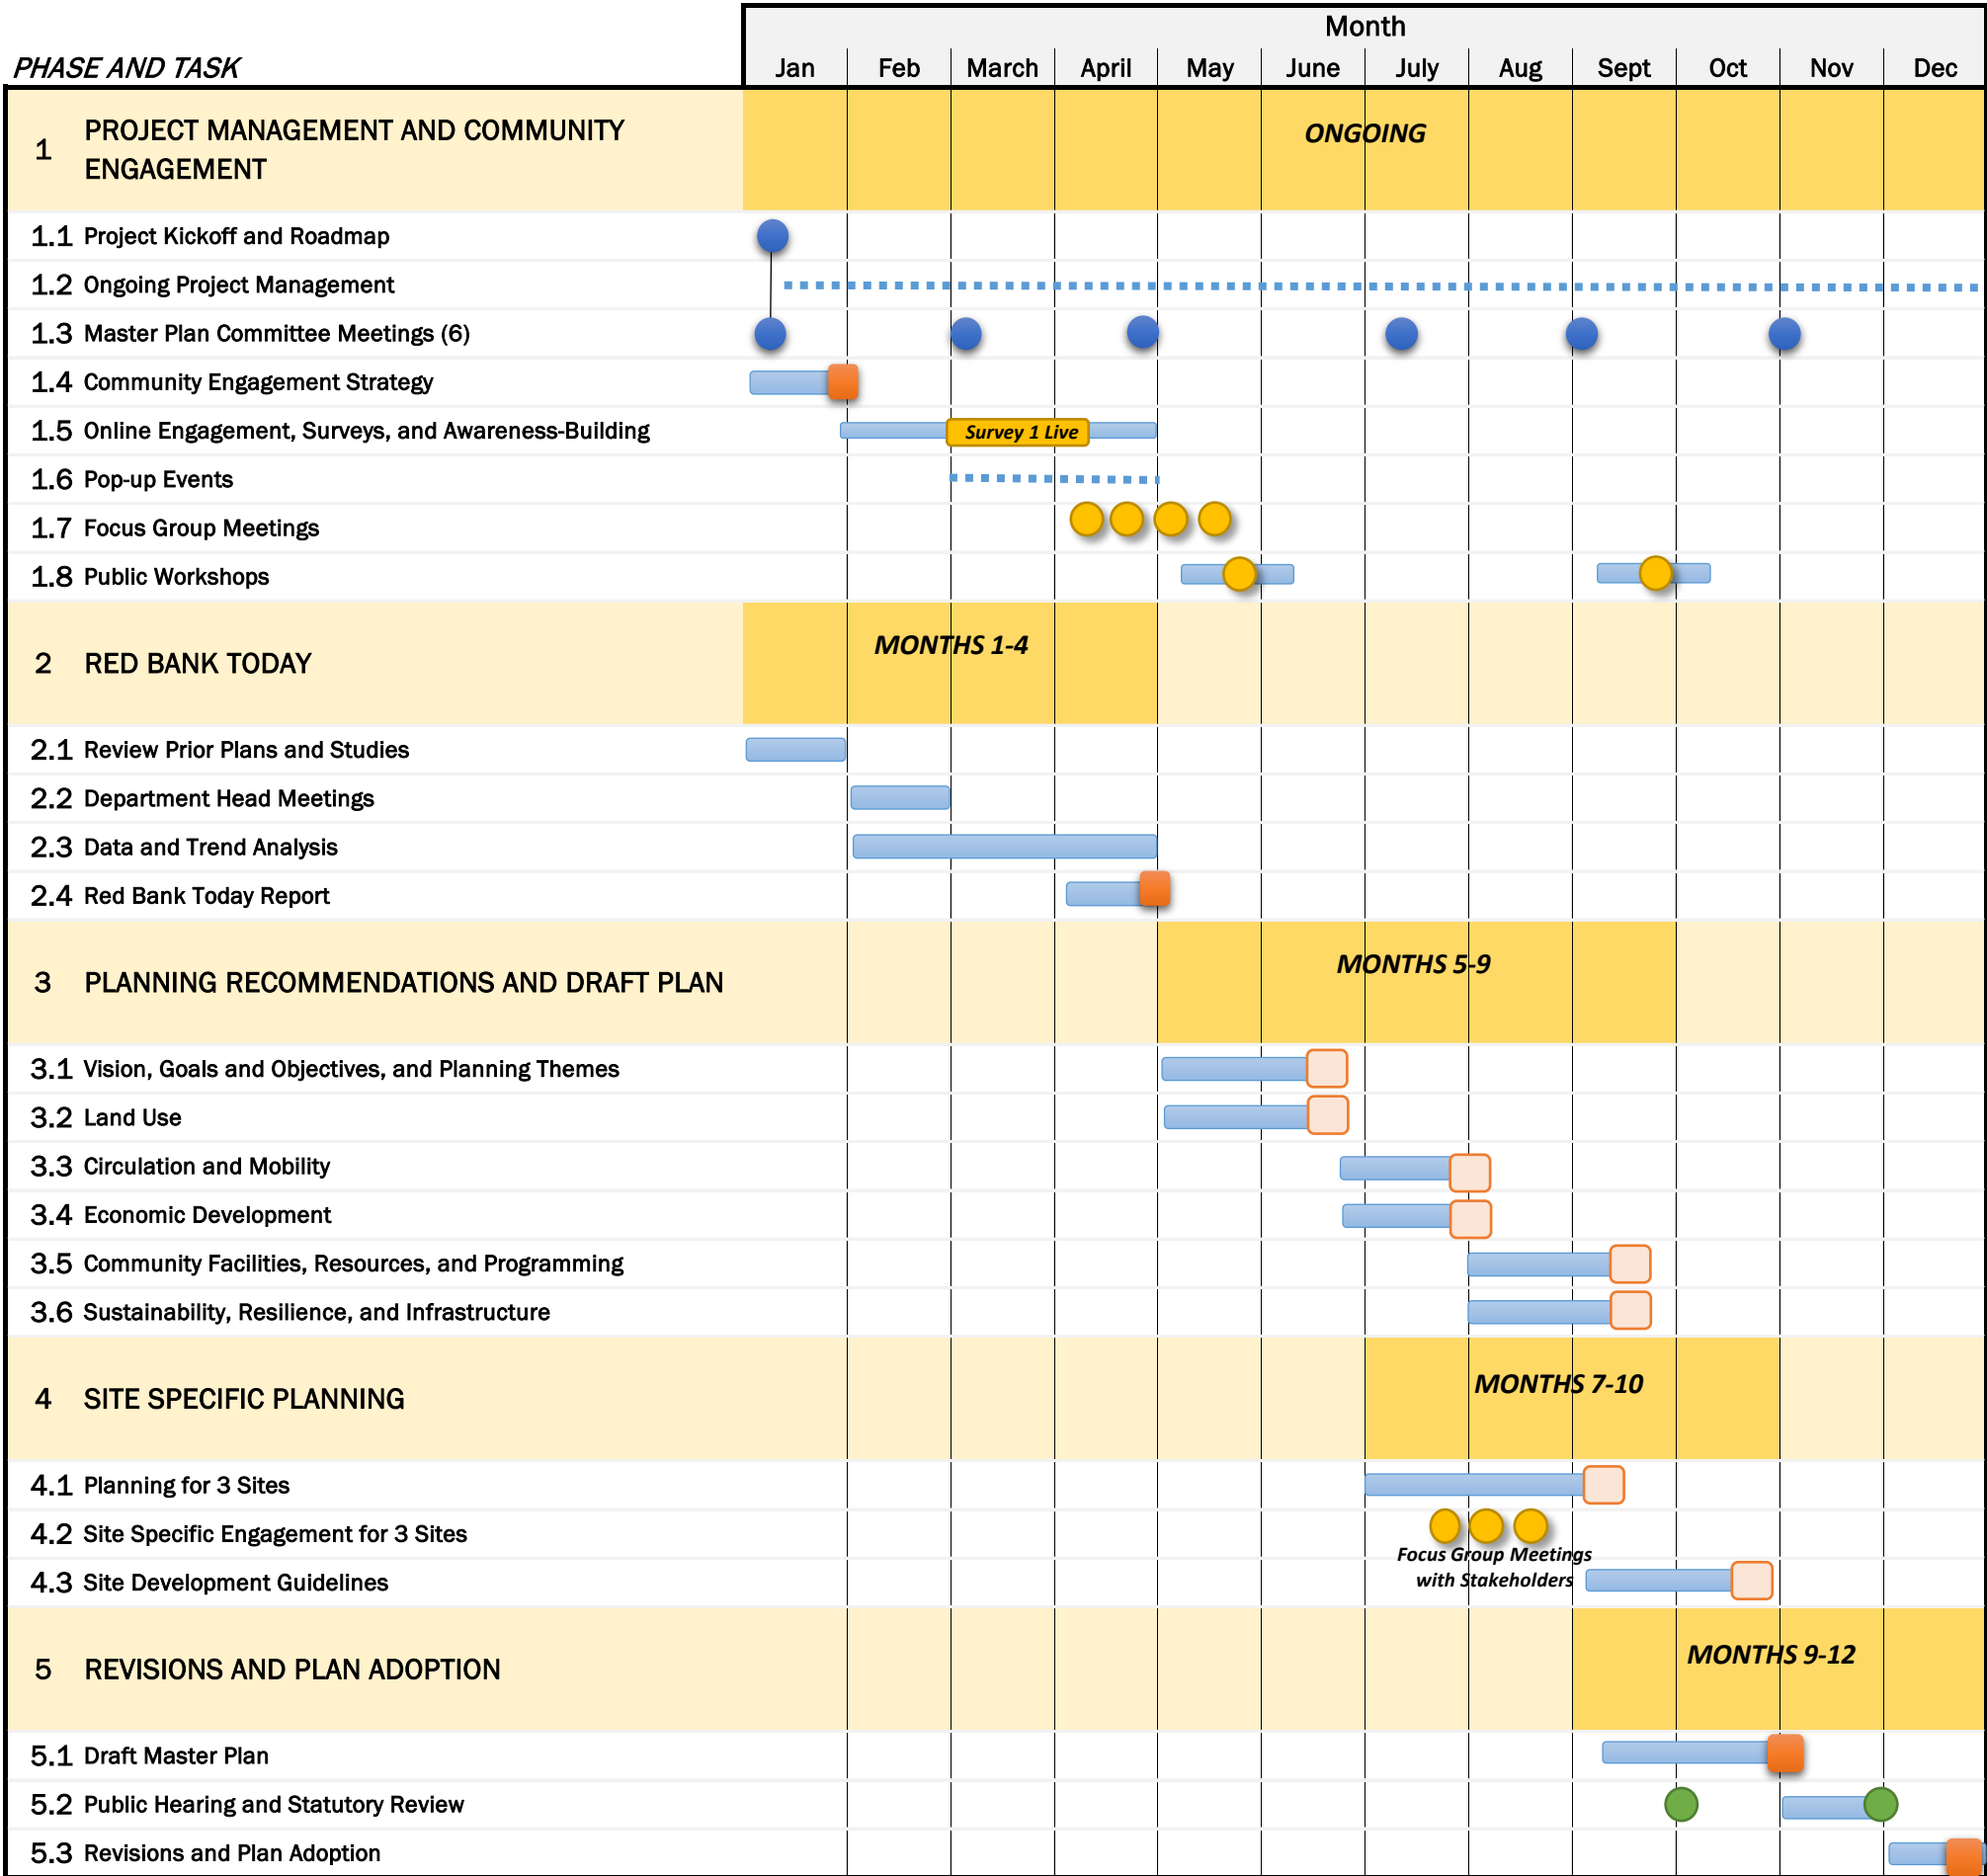 Month
PHASE AND TASK
Jan Feb March April May June July Aug Sept Oct Nov Dec
1 PROJECT MANAGEMENT AND COMMUNITY
ENGAGEMENT
ONGOING
1.1 Project Kickoff and Roadmap
1.2 Ongoing Project Management
1.3 Master Plan Committee Meetings (6)
1.4 Community Engagement Strategy
1.5 Online Engagement, Surveys, and Awareness-Building
Survey 1 Live
1.6 Pop-up Events
1.7 Focus Group Meetings
1.8 Public Workshops
2 RED BANK TODAY
MONTHS 1-4
2.1 Review Prior Plans and Studies
2.2 Department Head Meetings
2.3 Data and Trend Analysis
2.4 Red Bank Today Report
3 PLANNING RECOMMENDATIONS AND DRAFT PLAN
MONTHS 5-9
3.1 Vision, Goals and Objectives, and Planning Themes
3.2 Land Use
3.3 Circulation and Mobility
3.4 Economic Development
3.5 Community Facilities, Resources, and Programming
3.6 Sustainability, Resilience, and Infrastructure
4 SITE SPECIFIC PLANNING
MONTHS 7-10
4.1 Planning for 3 Sites
4.2 Site Specific Engagement for 3 Sites
Focus Group Meetings
with Stakeholders
4.3 Site Development Guidelines
5 REVISIONS AND PLAN ADOPTION
MONTHS 9-12
5.1 Draft Master Plan
5.2 Public Hearing and Statutory Review
5.3 Revisions and Plan Adoption